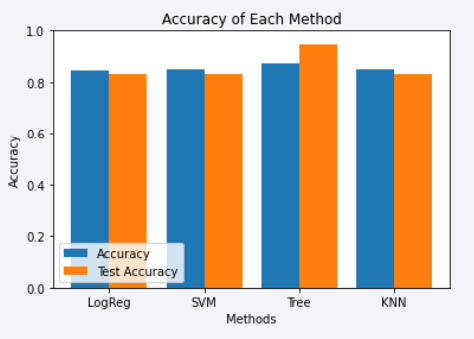 Accuracy of Each Method
1.0
0.8
0.6
0.4
0.2
0.0
Accuracy
Accuracy
Test Accuracy
LogReg SVM Tree KNN
Methods